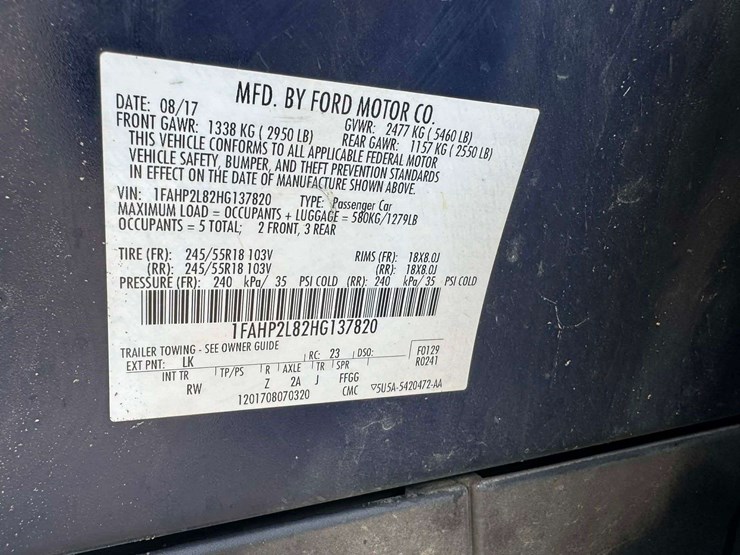 MFD. BY FORD MOTOR CO.
DATE: 08/17 GVWR: 2477 KG ( 5460 LB)
FRONT GAWR: 1338 KG ( 2950 LB) REAR GAWR: 1157 KG ( 2550 LB)
THIS VEHICLE CONFORMS TO ALL APPLICABLE FEDERAL MOTOR
VEHICLE SAFETY, BUMPER, AND THEFT PREVENTION STANDARDS
IN EFFECT ON THE DATE OF MANUFACTURE SHOWN ABOVE.
VIN: 1FAHP2L82HG137820 TYPE: Passenger Car
MAXIMUM LOAD = OCCUPANTS + LUGGAGE = 580KG/1279LB
OCCUPANTS = 5 TOTAL; 2 FRONT, 3 REAR
TIRE (FR): 245/55R18 103V RIMS (FR): 18X8.0J
(RR): 245/55R18 103V (RR): 18X8.0J
PRESSURE (FR): 240 kPa/ 35 PSI COLD (RR): 240 kPa/ 35 PSI COLD
1FAHP2L82HG137820
TRAILER TOWING - SEE OWNER GUIDE
EXT PNT: LK RC: 23 DSO: F0129
R0241
INT TR TP/PS R AXLE TR SPR
RW Z 2A J FFGG
1201708070320 CMC ▽5U5A-5420472-AA